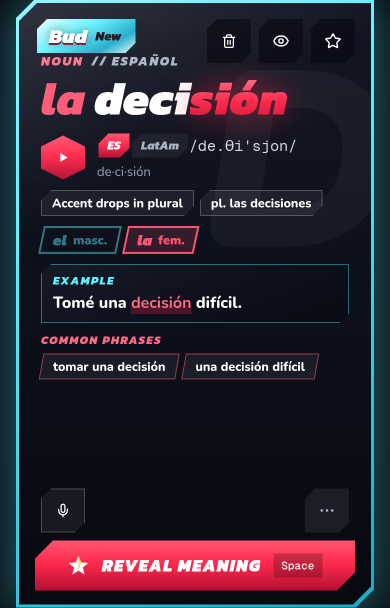 Bud New
NOUN // ESPAÑOL
la decisión
ES LatAm /de.θi'sjon/
de·ci·sión
Accent drops in plural pl. las decisiones
el masc. la fem.
EXAMPLE
Tomé una decisión difícil.
COMMON PHRASES
tomar una decisión una decisión difícil
REVEAL MEANING Space